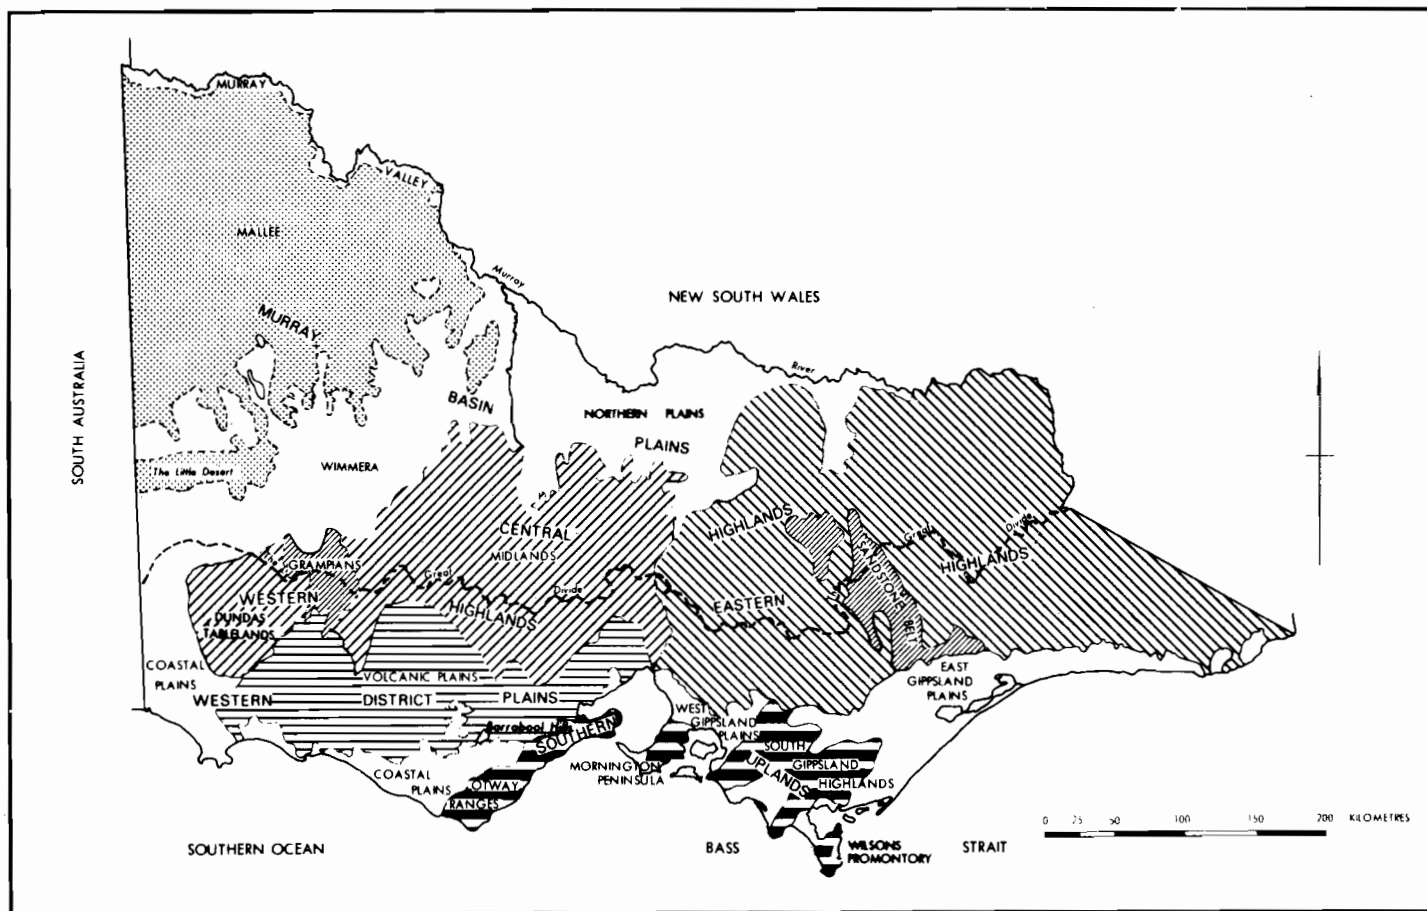 MURRAY
VALLEY
MALLEE
Murray
NEW SOUTH WALES
MURRAY
SOUTH AUSTRALIA
River
BASIN
NORTHERN PLAINS
PLAINS
The Little Desert
WIMMERA
CENTRAL
MIDLANDS
HIGHLANDS
Great
Divide
SANDSTONE
BELT
HIGHLANDS
GRAMPIANS
Great
Divide
WESTERN
HIGHLANDS
EASTERN
DUNDAS
TABLELANDS
COASTAL
PLAINS
VOLCANIC PLAINS
EAST
GIPPSLAND
PLAINS
WESTERN
DISTRICT
PLAINS
WEST
GIPPSLAND
PLAINS
Barrabool Hills
SOUTHERN
SOUTH
GIPPSLAND
HIGHLANDS
UPLANDS
MORNINGTON
PENINSULA
COASTAL
PLAINS
OTWAY
RANGES
0 25 50 100 150 200 KILOMETRES
SOUTHERN OCEAN
BASS
WILSONS
PROMONTORY
STRAIT